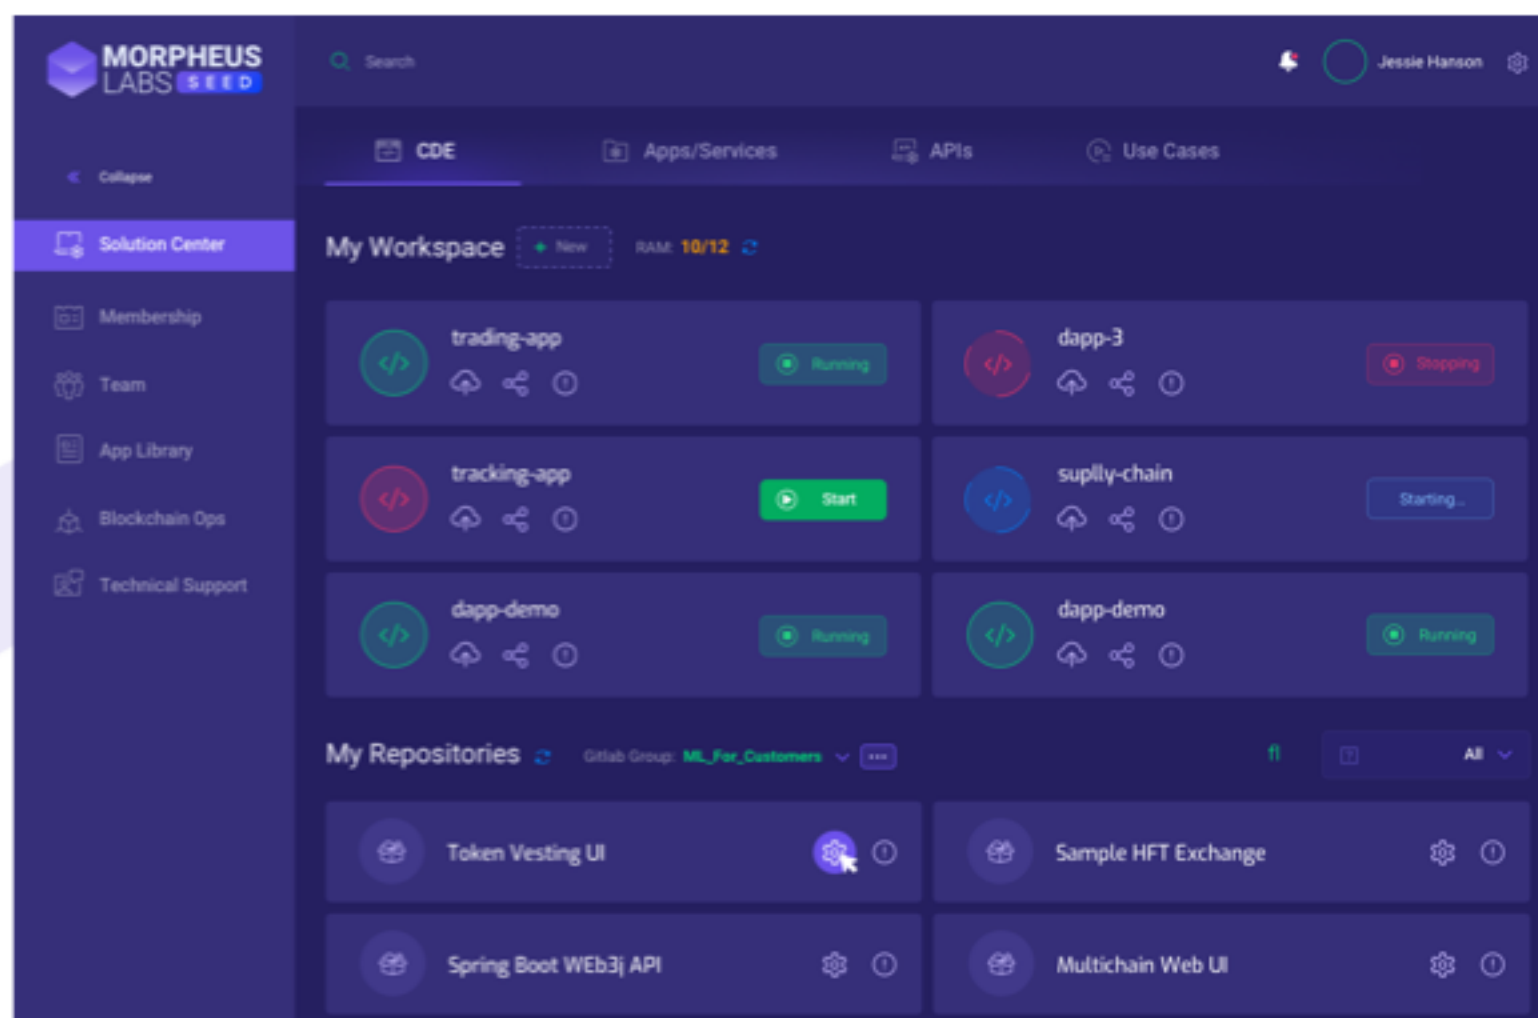 MORPHEUS
LABS SEED
Search
Jessie Hanson
Collapse
CDE
Apps/Services
APIs
Use Cases
Solution Center
Membership
Team
App Library
Blockchain Ops
Technical Support
My Workspace
+ New
RAM: 10/12
trading-app
Running
dapp-3
Stopping
tracking-app
Start
suplly-chain
Starting...
dapp-demo
Running
dapp-demo
Running
My Repositories
Gitlab Group: ML_For_Customers
fl
All
Token Vesting UI
Sample HFT Exchange
Spring Boot WEb3j API
Multichain Web UI